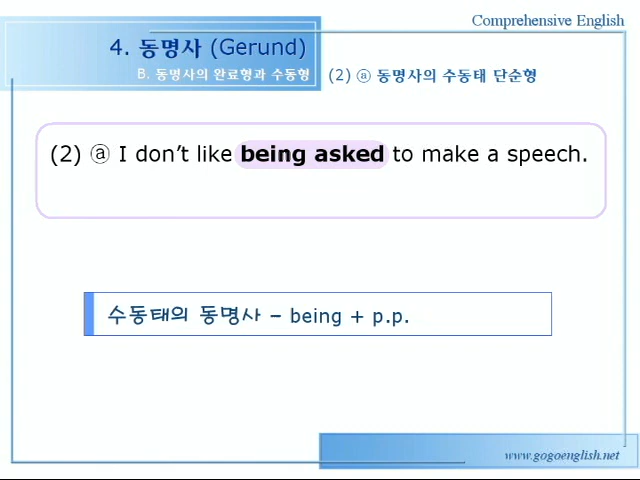 Comprehensive English
4. 동명사 (Gerund)
B. 동명사의 완료형과 수동형
(2) ⓐ 동명사의 수동태 단순형
(2) ⓐ I don't like being asked to make a speech.
수동태의 동명사 – being + p.p.
www.gogoenglish.net